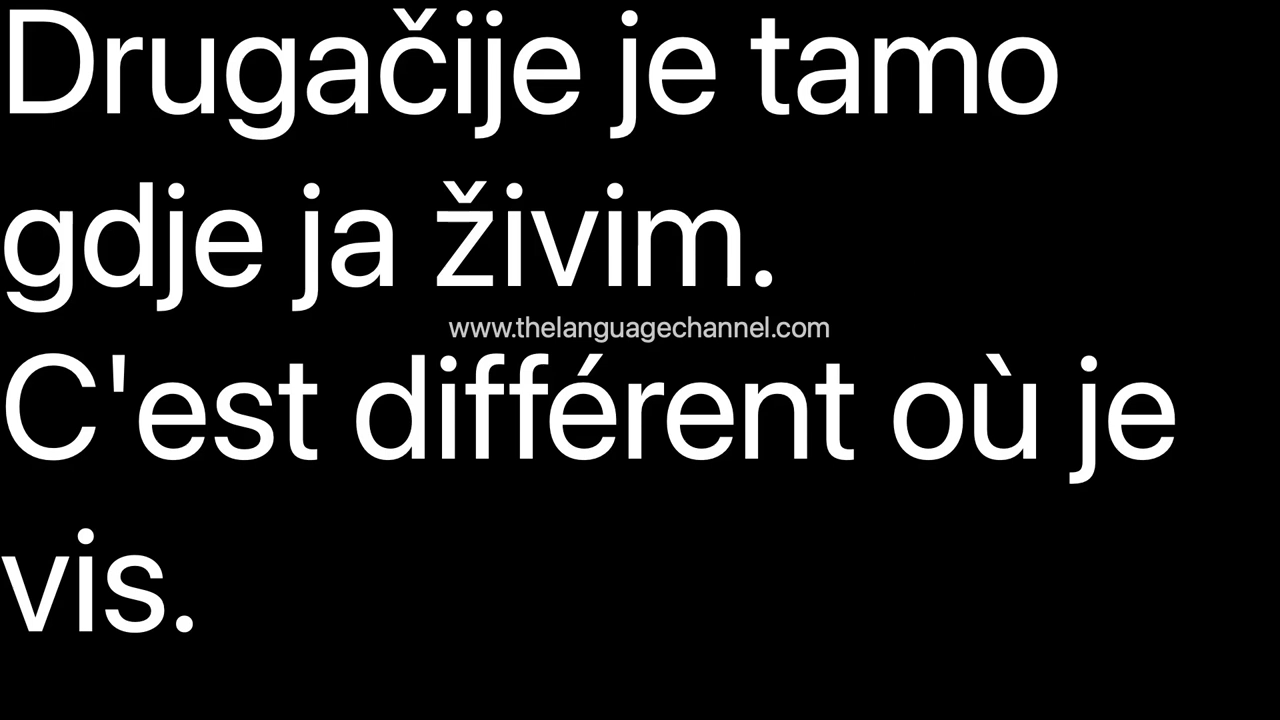 Drugačije je tamo
gdje ja živim.
www.thelanguagechannel.com
C'est différent où je
vis.